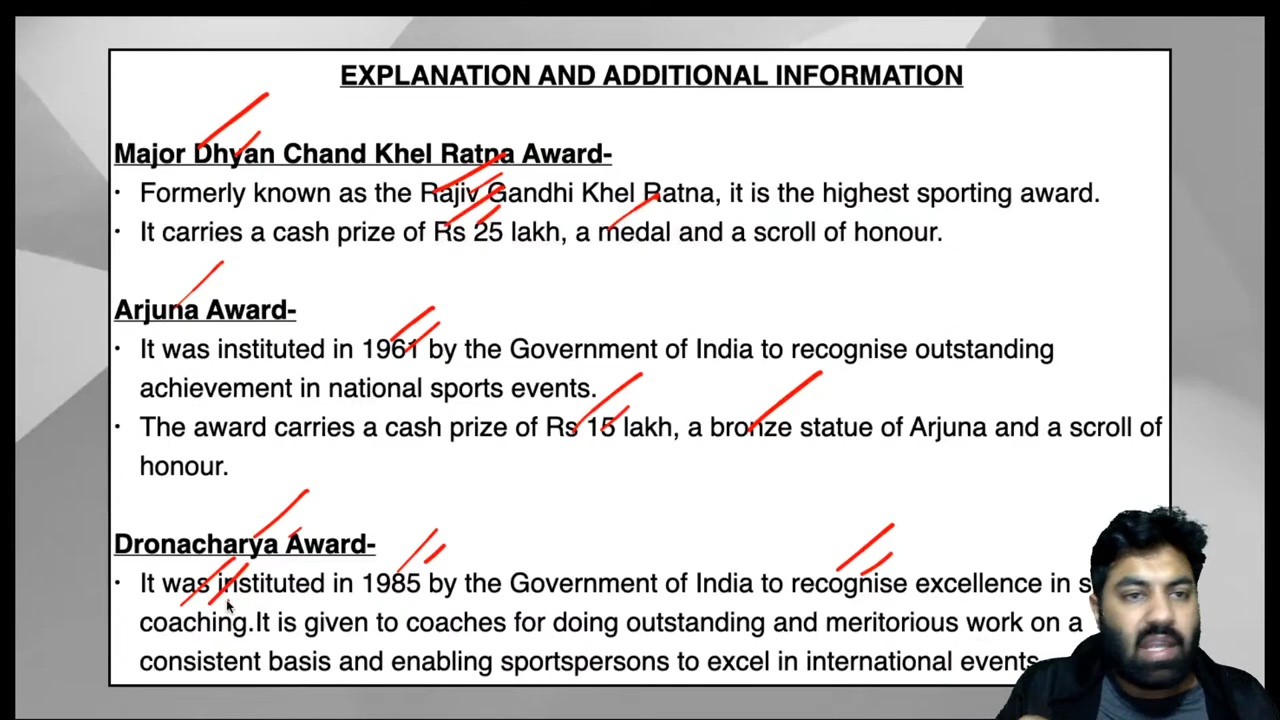 EXPLANATION AND ADDITIONAL INFORMATION
Major Dhyan Chand Khel Ratna Award-
· Formerly known as the Rajiv Gandhi Khel Ratna, it is the highest sporting award.
· It carries a cash prize of Rs 25 lakh, a medal and a scroll of honour.
Arjuna Award-
· It was instituted in 1961 by the Government of India to recognise outstanding
achievement in national sports events.
· The award carries a cash prize of Rs 15 lakh, a bronze statue of Arjuna and a scroll of
honour.
Dronacharya Award-
· It was instituted in 1985 by the Government of India to recognise excellence in
coaching.It is given to coaches for doing outstanding and meritorious work on a
consistent basis and enabling sportspersons to excel in international events